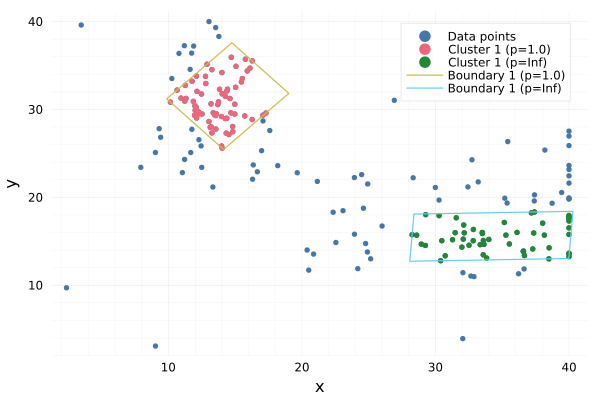 40
30
20
10
y
Data points
Cluster 1 (p=1.0)
Cluster 1 (p=Inf)
Boundary 1 (p=1.0)
Boundary 1 (p=Inf)
10 20 30 40
x